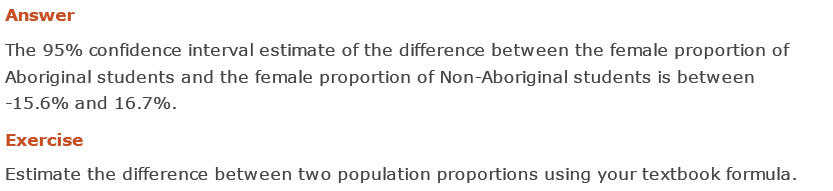 Answer
The 95% confidence interval estimate of the difference between the female proportion of
Aboriginal students and the female proportion of Non-Aboriginal students is between
-15.6% and 16.7%.
Exercise
Estimate the difference between two population proportions using your textbook formula.